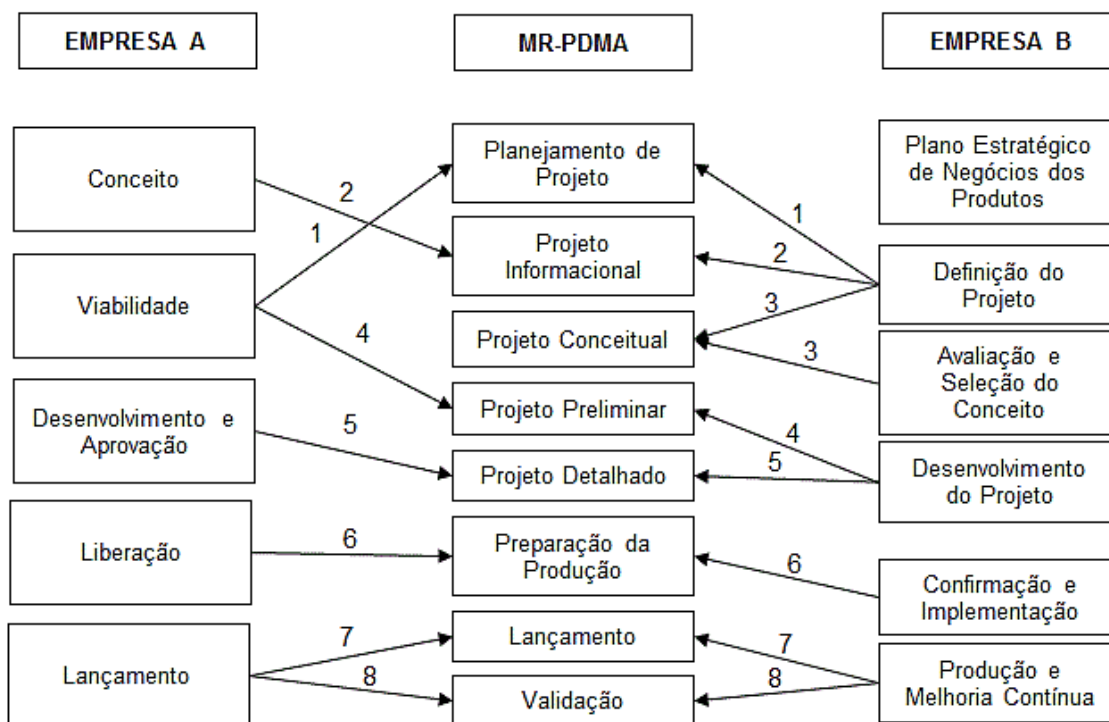 EMPRESA A
MR-PDMA
EMPRESA B
Conceito
Viabilidade
Desenvolvimento e
Aprovação
Liberação
Lançamento
2
1
4
5
6
7
8
Planejamento de
Projeto
Projeto
Informacional
Projeto Conceitual
Projeto Preliminar
Projeto Detalhado
Preparação da
Produção
Lançamento
Validação
1
2
3
3
4
5
6
7
8
Plano Estratégico
de Negócios dos
Produtos
Definição do
Projeto
Avaliação e
Seleção do
Conceito
Desenvolvimento
do Projeto
Confirmação e
Implementação
Produção e
Melhoria Contínua